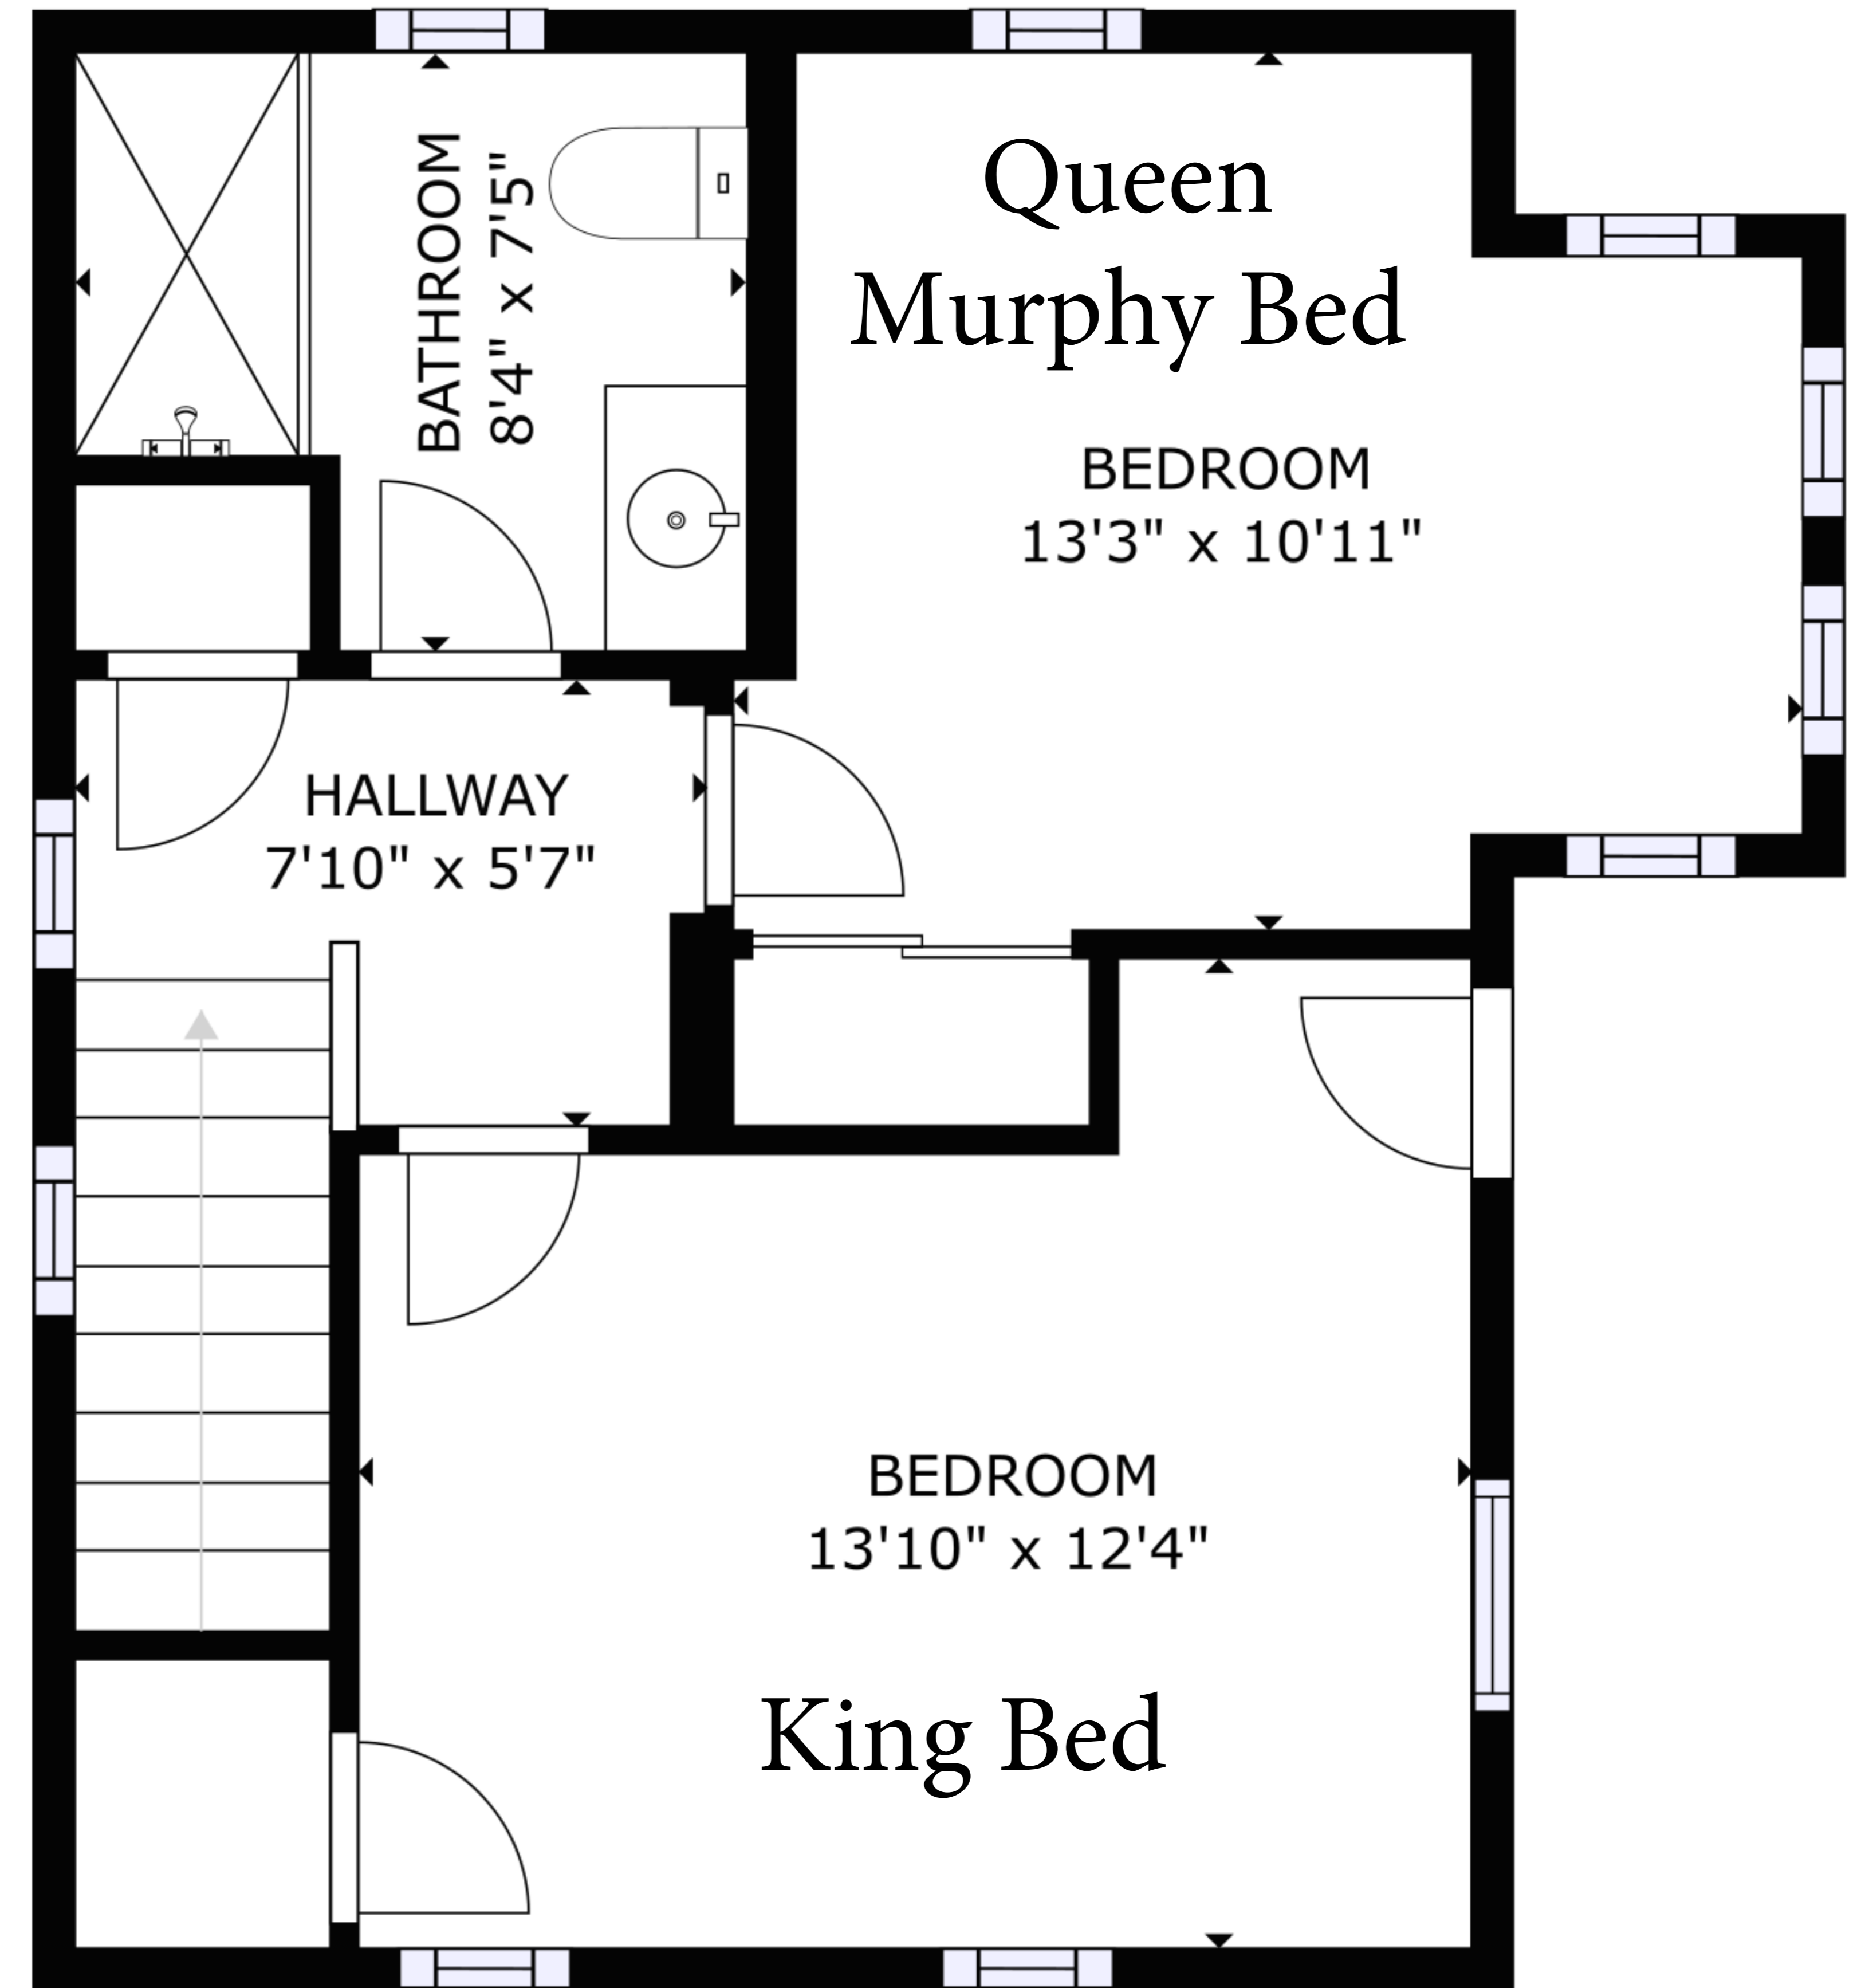 BATHROOM
8'4" x 7'5"
Queen
Murphy Bed
BEDROOM
13'3" x 10'11"
HALLWAY
7'10" x 5'7"
BEDROOM
13'10" x 12'4"
King Bed